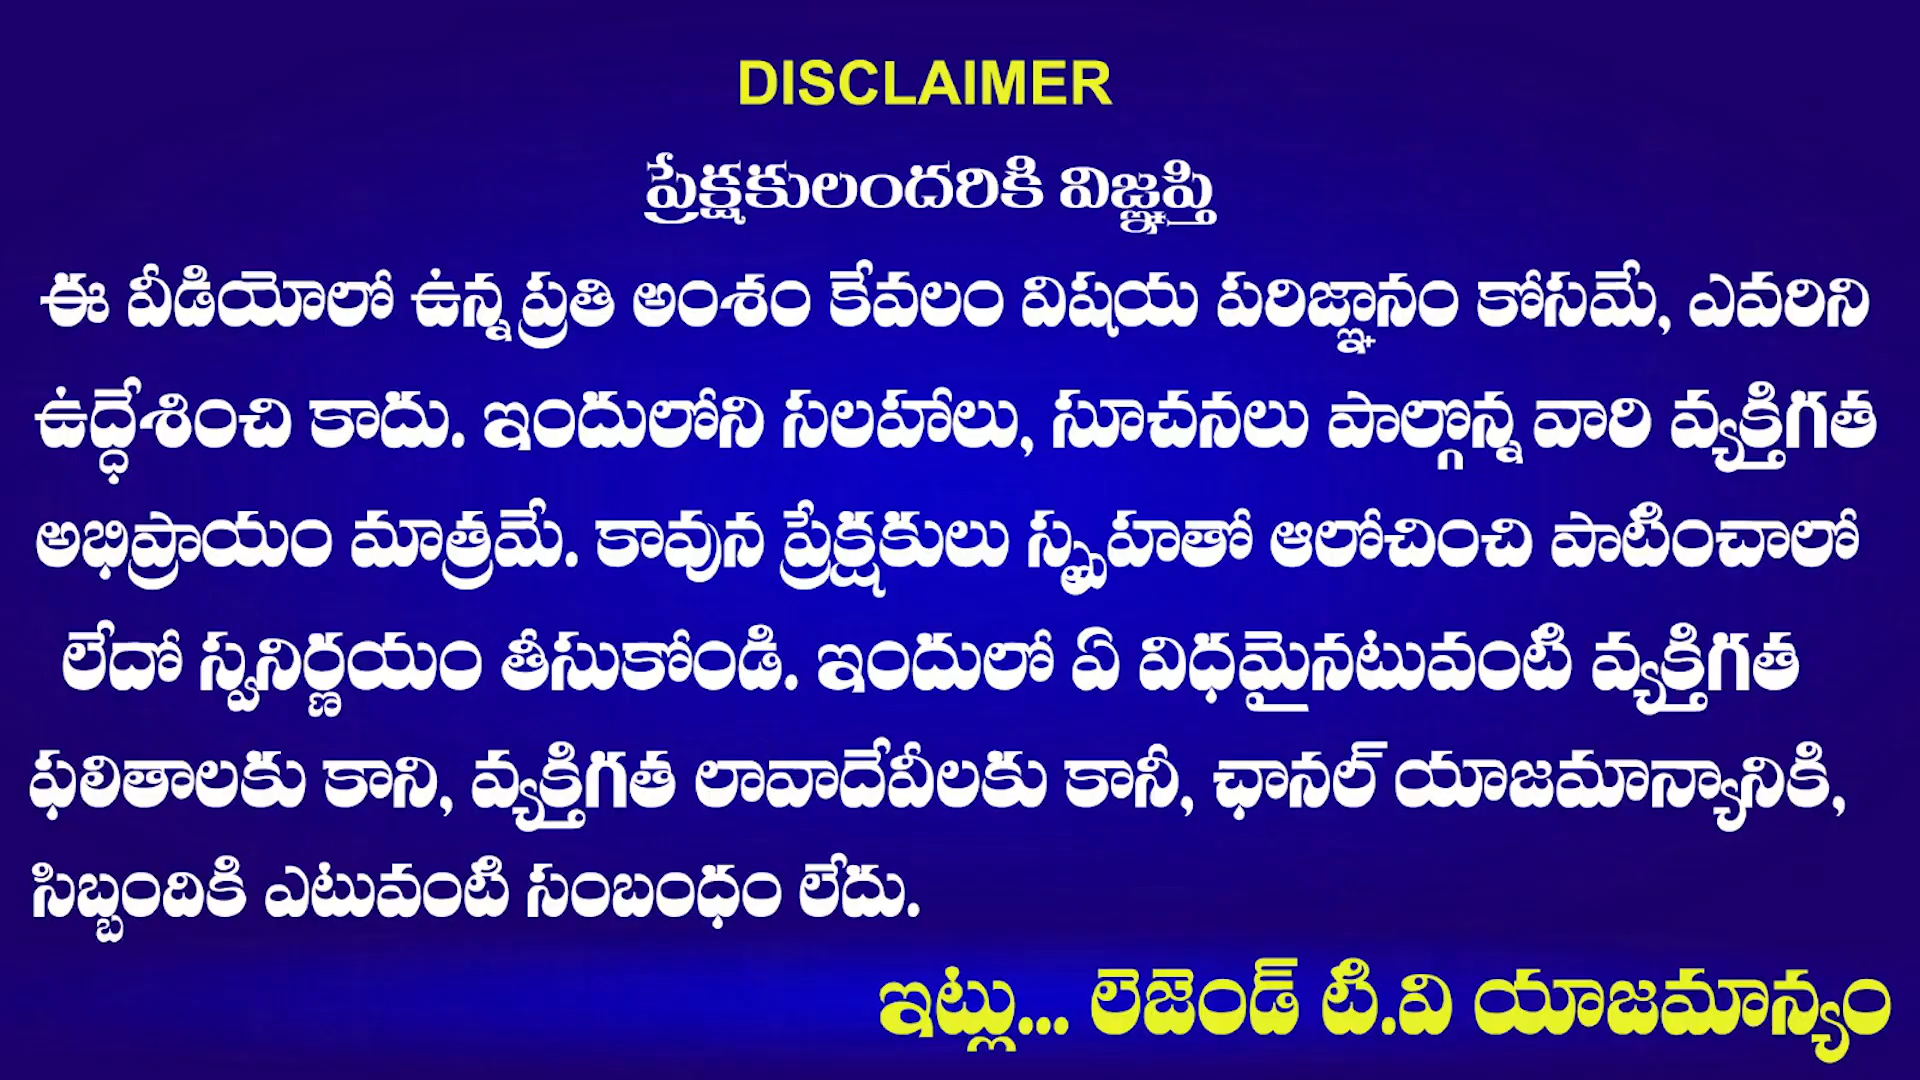 DISCLAIMER
ప్రేక్షకులందరికి విజ్ఞప్తి
ఈ వీడియోలో ఉన్న ప్రతి అంశం కేవలం విషయ పరిజ్ఞానం కోసమే, ఎవరిని
ఉద్ధేశించి కాదు. ఇందులోని సలహాలు, సూచనలు పాల్గొన్న వారి వ్యక్తిగత
అభిప్రాయం మాత్రమే. కావున ప్రేక్షకులు స్పృహతో ఆలోచించి పాటించాలో
లేదో స్వనిర్ణయం తీసుకోండి. ఇందులో ఏ విధమైనటువంటి వ్యక్తిగత
ఫలితాలకు కాని, వ్యక్తిగత లావాదేవీలకు కానీ, ఛానల్ యాజమాన్యానికి,
సిబ్బందికి ఎటువంటి సంబంధం లేదు.
ఇట్లు... లెజెండ్ టి.వి యాజమాన్యం